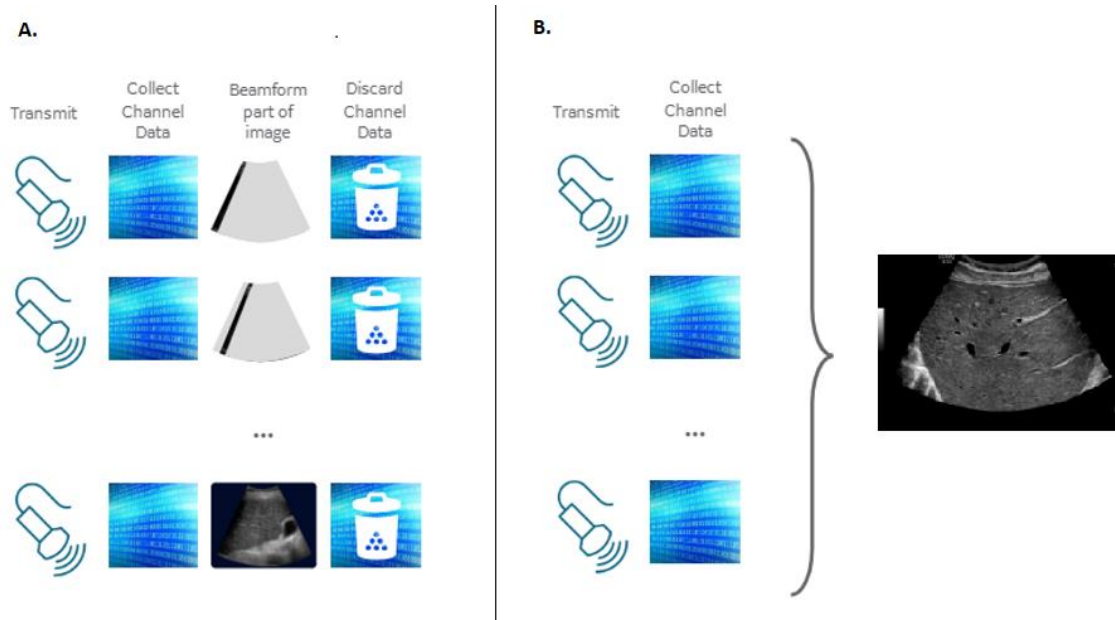 A.
.
Transmit
Collect
Channel
Data
Beamform
part of
image
Discard
Channel
Data
...
B.
Transmit
Collect
Channel
Data
...